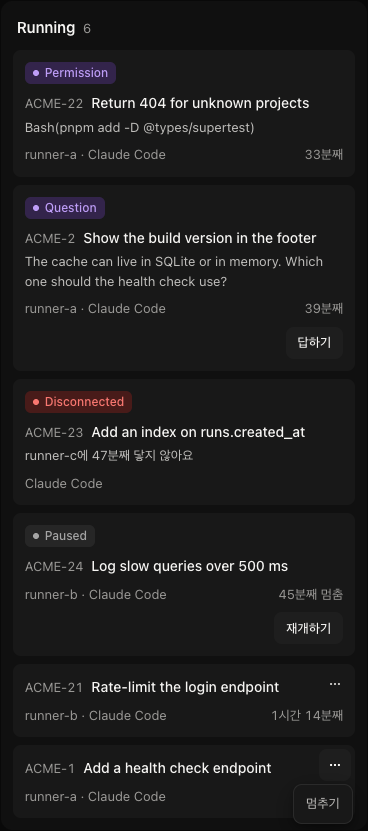 Running 6
Permission
ACME-22 Return 404 for unknown projects
Bash(pnpm add -D @types/supertest)
runner-a · Claude Code 33분째
Question
ACME-2 Show the build version in the footer
The cache can live in SQLite or in memory. Which
one should the health check use?
runner-a · Claude Code 39분째
답하기
Disconnected
ACME-23 Add an index on runs.created_at
runner-c에 47분째 닿지 않아요
Claude Code
Paused
ACME-24 Log slow queries over 500 ms
runner-b · Claude Code 45분째 멈춤
재개하기
ACME-21 Rate-limit the login endpoint ...
runner-b · Claude Code 1시간 14분째
ACME-1 Add a health check endpoint ...
runner-a · Claude Code
멈추기